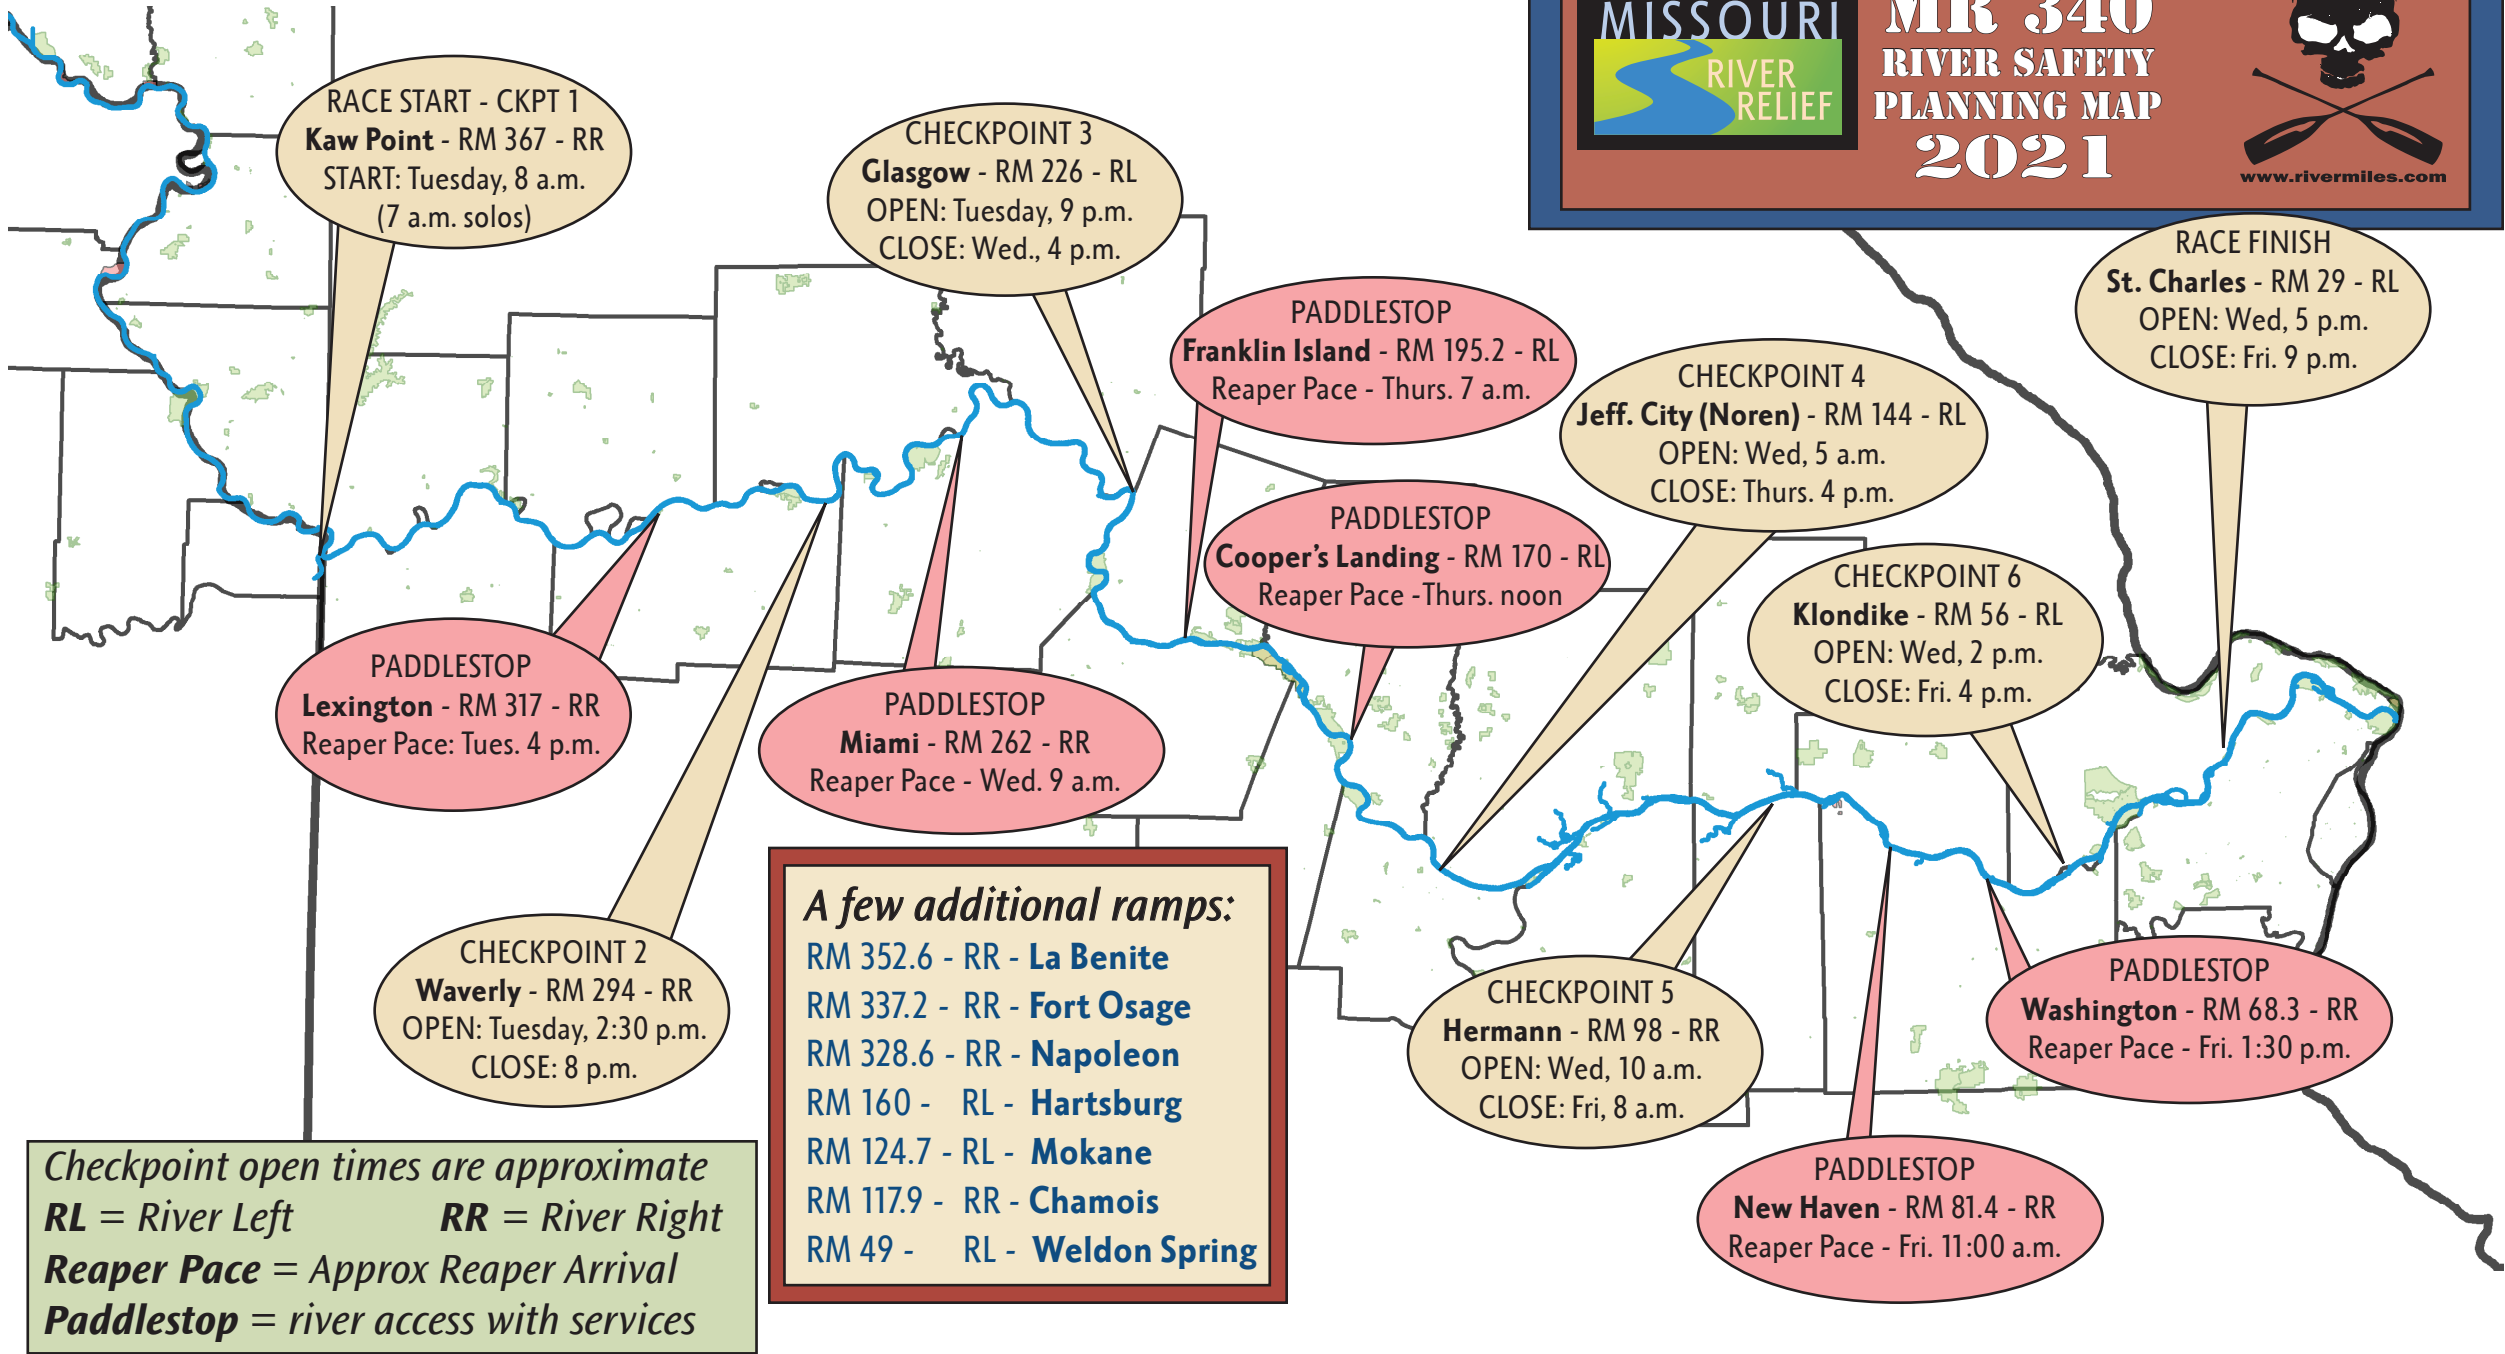 MISSOURI
RIVER
RELIEF
MR 340
RIVER SAFETY
PLANNING MAP
2021
www.rivermiles.com
RACE START - CKPT 1
Kaw Point - RM 367 - RR
START: Tuesday, 8 a.m.
(7 a.m. solos)
CHECKPOINT 3
Glasgow - RM 226 - RL
OPEN: Tuesday, 9 p.m.
CLOSE: Wed., 4 p.m.
RACE FINISH
St. Charles - RM 29 - RL
OPEN: Wed, 5 p.m.
CLOSE: Fri. 9 p.m.
PADDLESTOP
Franklin Island - RM 195.2 - RL
Reaper Pace - Thurs. 7 a.m.
CHECKPOINT 4
Jeff. City (Noren) - RM 144 - RL
OPEN: Wed, 5 a.m.
CLOSE: Thurs. 4 p.m.
PADDLESTOP
Cooper's Landing - RM 170 - RL
Reaper Pace -Thurs. noon
CHECKPOINT 6
Klondike - RM 56 - RL
OPEN: Wed, 2 p.m.
CLOSE: Fri. 4 p.m.
PADDLESTOP
Lexington - RM 317 - RR
Reaper Pace: Tues. 4 p.m.
PADDLESTOP
Miami - RM 262 - RR
Reaper Pace - Wed. 9 a.m.
CHECKPOINT 2
Waverly - RM 294 - RR
OPEN: Tuesday, 2:30 p.m.
CLOSE: 8 p.m.
A few additional ramps:
RM 352.6 - RR - La Benite
RM 337.2 - RR - Fort Osage
RM 328.6 - RR - Napoleon
RM 160 - RL - Hartsburg
RM 124.7 - RL - Mokane
RM 117.9 - RR - Chamois
RM 49 - RL - Weldon Spring
CHECKPOINT 5
Hermann - RM 98 - RR
OPEN: Wed, 10 a.m.
CLOSE: Fri, 8 a.m.
PADDLESTOP
Washington - RM 68.3 - RR
Reaper Pace - Fri. 1:30 p.m.
PADDLESTOP
New Haven - RM 81.4 - RR
Reaper Pace - Fri. 11:00 a.m.
Checkpoint open times are approximate
RL = River Left RR = River Right
Reaper Pace = Approx Reaper Arrival
Paddlestop = river access with services